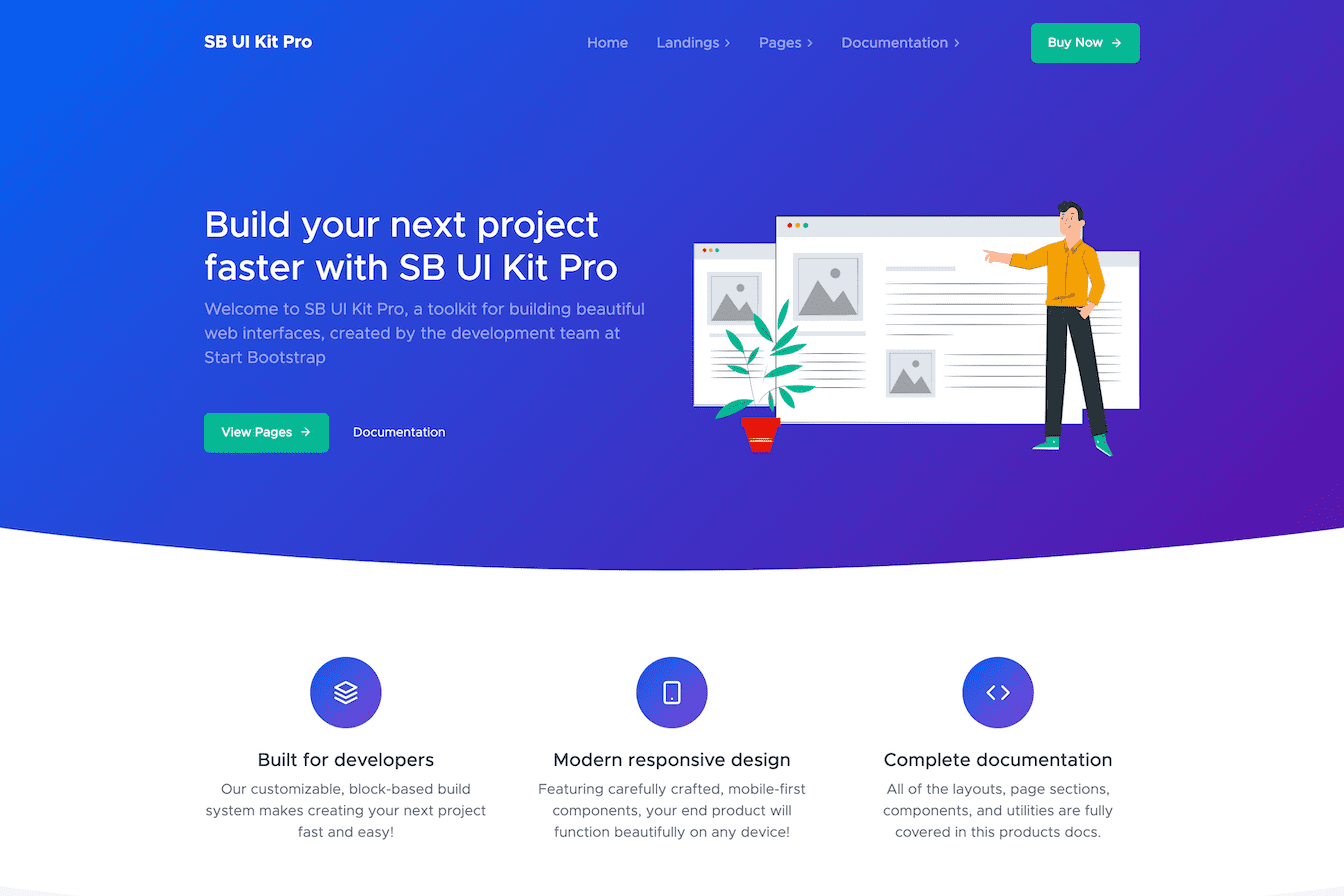 SB UI Kit Pro
Home
Landings
Pages
Documentation
Buy Now
Build your next project
faster with SB UI Kit Pro
Welcome to SB UI Kit Pro, a toolkit for building beautiful
web interfaces, created by the development team at
Start Bootstrap
View Pages
Documentation
Built for developers
Our customizable, block-based build
system makes creating your next project
fast and easy!
Modern responsive design
Featuring carefully crafted, mobile-first
components, your end product will
function beautifully on any device!
Complete documentation
All of the layouts, page sections,
components, and utilities are fully
covered in this products docs.